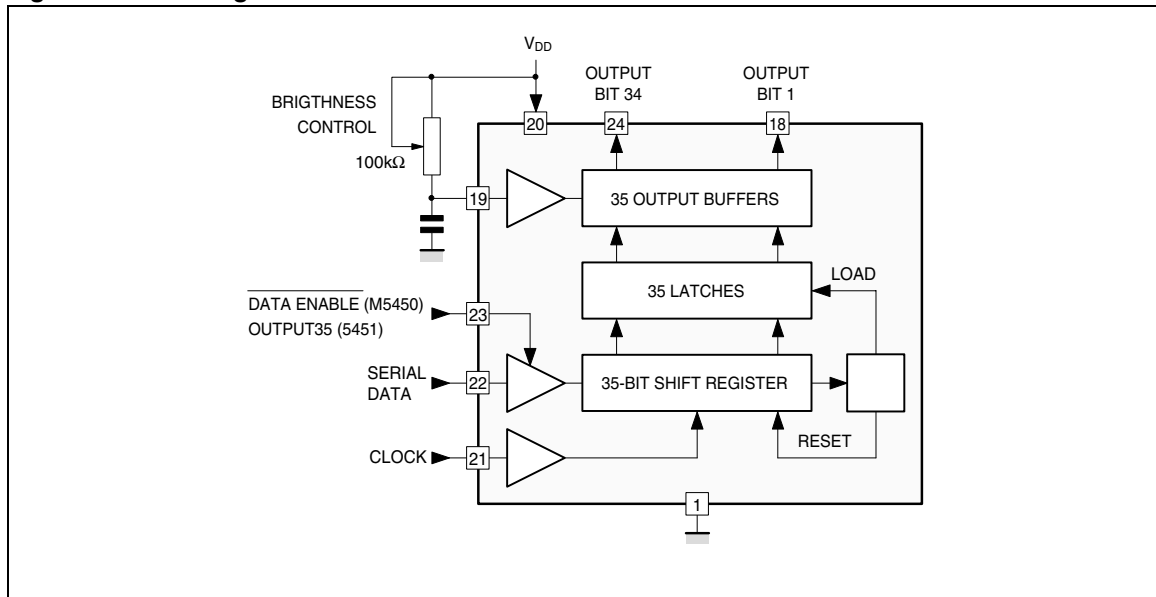 V_DD
OUTPUT
BIT 34
OUTPUT
BIT 1
BRIGTHNESS
CONTROL
100kΩ
20
24
18
19
35 OUTPUT BUFFERS
35 LATCHES
LOAD
DATA ENABLE (M5450)
OUTPUT35 (5451)
23
SERIAL
DATA
22
35-BIT SHIFT REGISTER
RESET
CLOCK
21
1